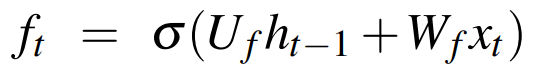 f_t = σ(U_f h_{t−1} + W_f x_t)